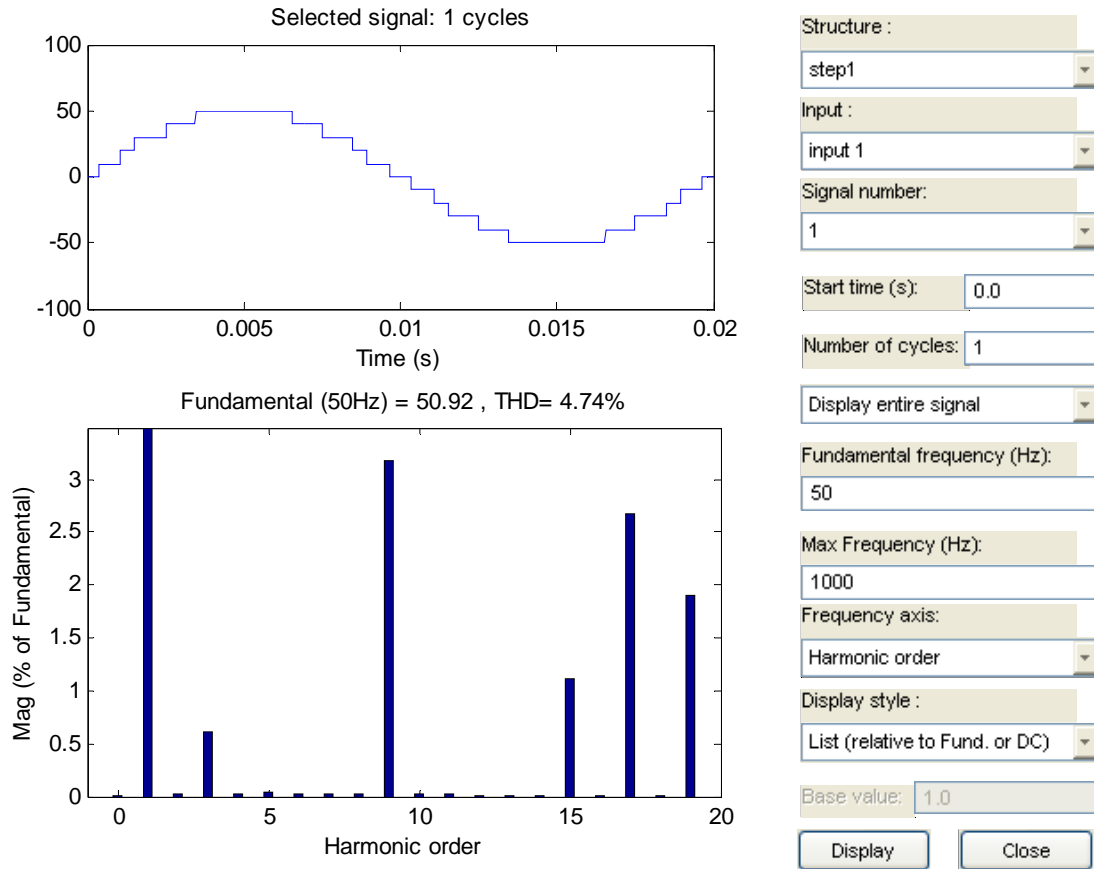 Selected signal: 1 cycles
100
50
0
-50
-100
0
0.005
0.01
0.015
0.02
Time (s)
Fundamental (50Hz) = 50.92 , THD= 4.74%
Mag (% of Fundamental)
3
2.5
2
1.5
1
0.5
0
0
5
10
15
20
Harmonic order
Structure :
step1
Input :
input 1
Signal number:
1
Start time (s): 0.0
Number of cycles: 1
Display entire signal
Fundamental frequency (Hz):
50
Max Frequency (Hz):
1000
Frequency axis:
Harmonic order
Display style :
List (relative to Fund. or DC)
Base value: 1.0
Display Close